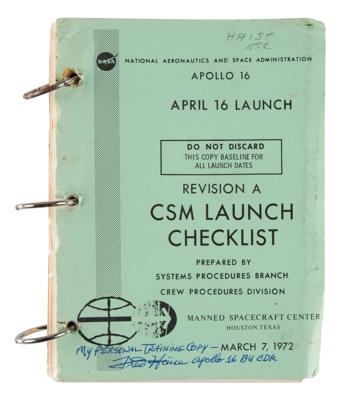 HAISE
TSC
NASA
NATIONAL AERONAUTICS AND SPACE ADMINISTRATION
APOLLO 16
APRIL 16 LAUNCH
DO NOT DISCARD
THIS COPY BASELINE FOR
ALL LAUNCH DATES
REVISION A
CSM LAUNCH
CHECKLIST
PREPARED BY
SYSTEMS PROCEDURES BRANCH
CREW PROCEDURES DIVISION
MANNED SPACECRAFT CENTER
HOUSTON, TEXAS
MY PERSONAL TRAINING COPY – MARCH 7, 1972
Fred Haise Apollo 16 BU CDR